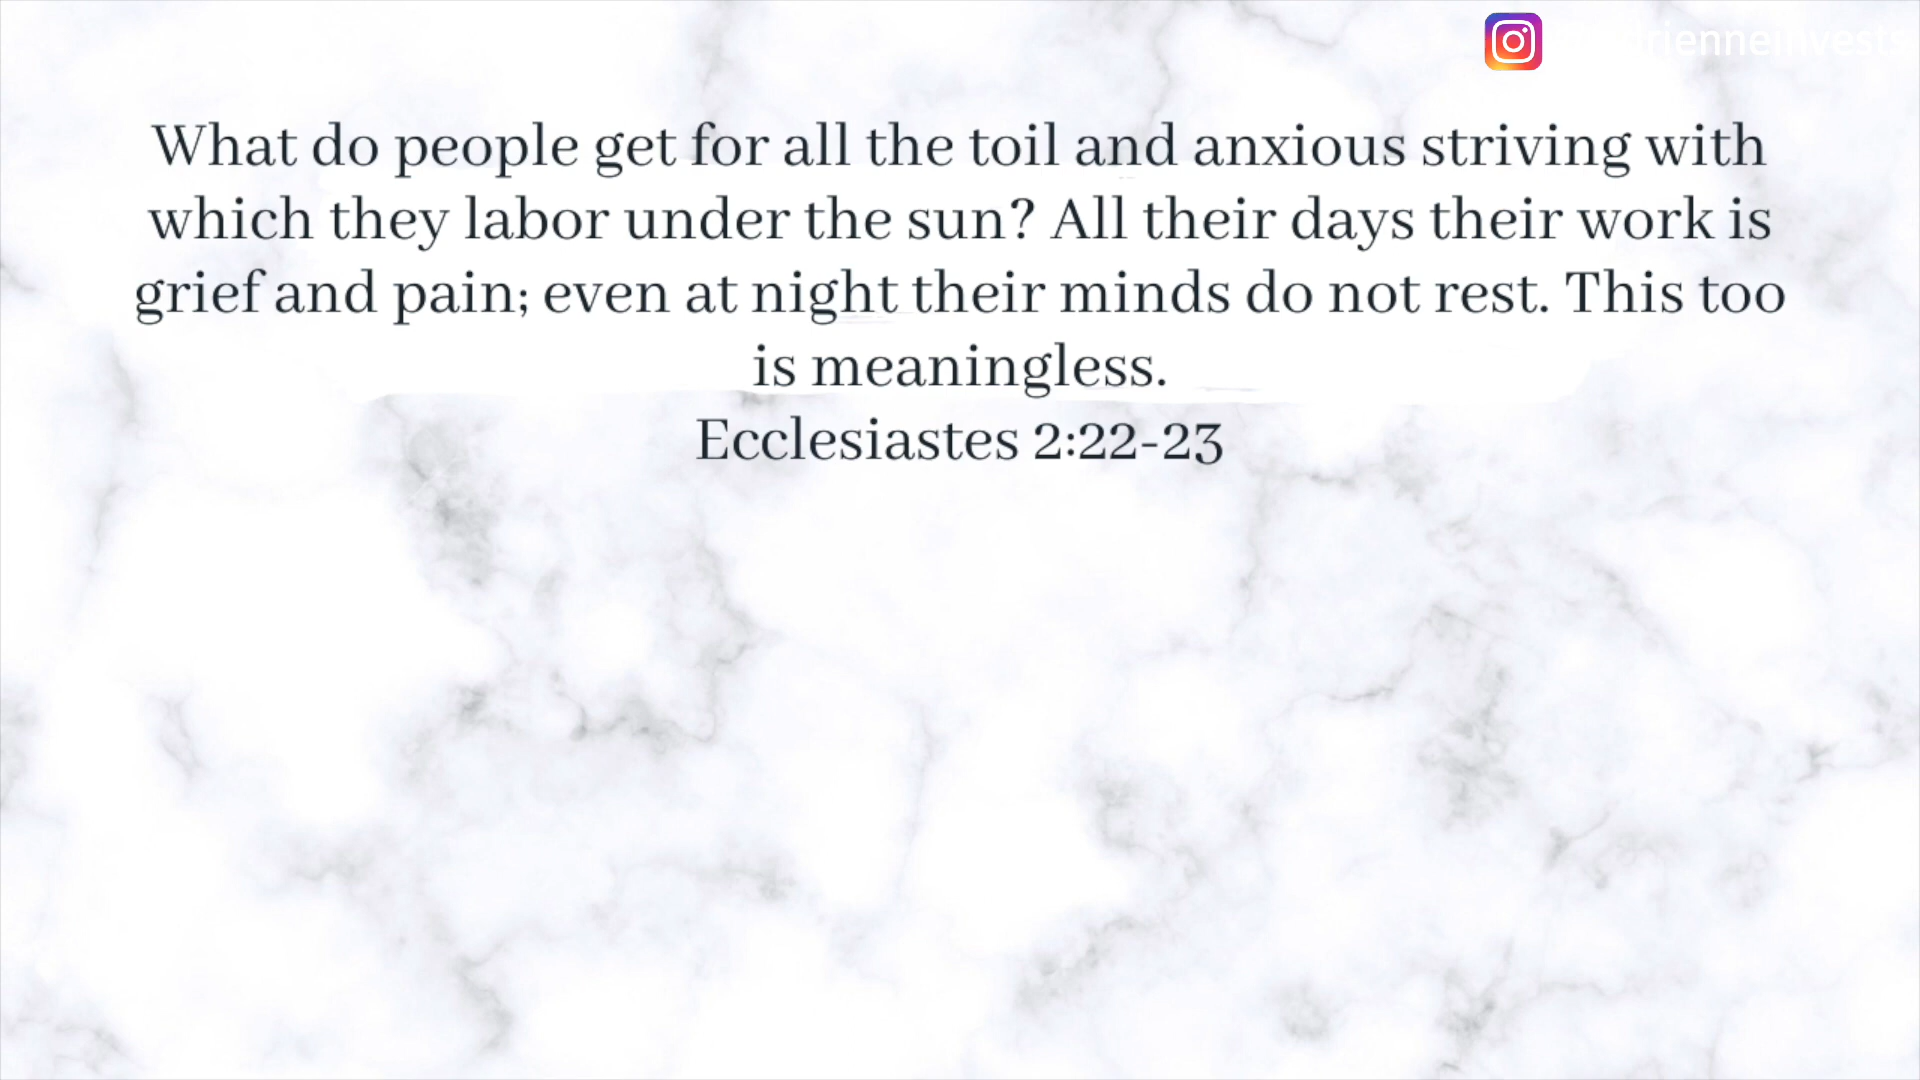 What do people get for all the toil and anxious striving with
which they labor under the sun? All their days their work is
grief and pain; even at night their minds do not rest. This too
is meaningless.
Ecclesiastes 2:22-23